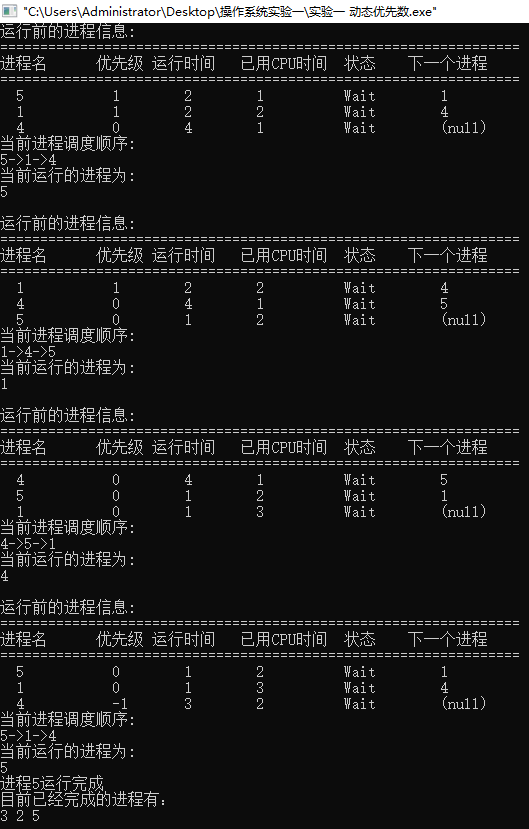 "C:\Users\Administrator\Desktop\操作系统实验一\实验一 动态优先数.exe"
运行前的进程信息:
=================================================================
进程名 优先级 运行时间 已用CPU时间 状态 下一个进程
=================================================================
5 1 2 1 Wait 1
1 1 2 2 Wait 4
4 0 4 1 Wait (null)
当前进程调度顺序:
5->1->4
当前运行的进程为:
5
运行前的进程信息:
=================================================================
进程名 优先级 运行时间 已用CPU时间 状态 下一个进程
=================================================================
1 1 2 2 Wait 4
4 0 4 1 Wait 5
5 0 1 2 Wait (null)
当前进程调度顺序:
1->4->5
当前运行的进程为:
1
运行前的进程信息:
=================================================================
进程名 优先级 运行时间 已用CPU时间 状态 下一个进程
=================================================================
4 0 4 1 Wait 5
5 0 1 2 Wait 1
1 0 1 3 Wait (null)
当前进程调度顺序:
4->5->1
当前运行的进程为:
4
运行前的进程信息:
=================================================================
进程名 优先级 运行时间 已用CPU时间 状态 下一个进程
=================================================================
5 0 1 2 Wait 1
1 0 1 3 Wait 4
4 -1 3 2 Wait (null)
当前进程调度顺序:
5->1->4
当前运行的进程为:
5
进程5运行完成
目前已经完成的进程有:
3 2 5